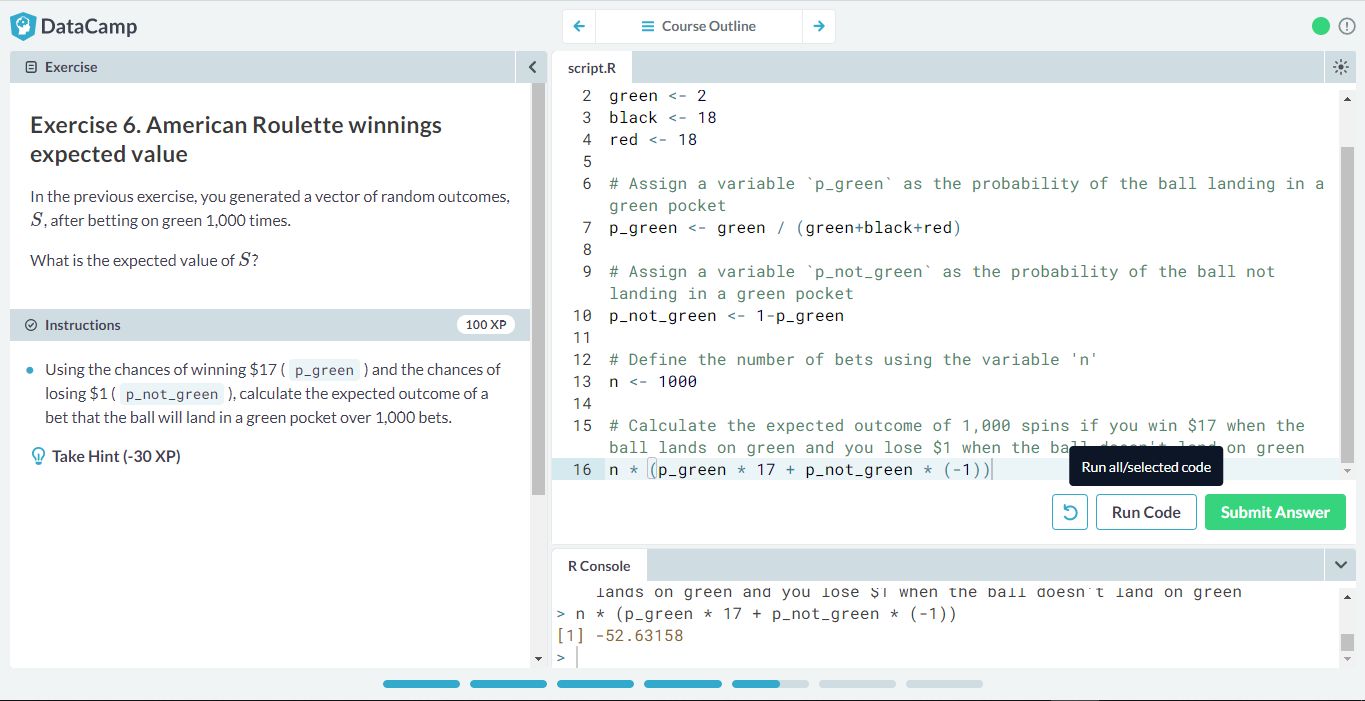 DataCamp
Course Outline
Exercise
Exercise 6. American Roulette winnings
expected value
In the previous exercise, you generated a vector of random outcomes,
S, after betting on green 1,000 times.
What is the expected value of S?
Instructions
100 XP
Using the chances of winning $17 ( p_green ) and the chances of
losing $1 ( p_not_green ), calculate the expected outcome of a
bet that the ball will land in a green pocket over 1,000 bets.
Take Hint (-30 XP)
script.R
2 green <- 2
3 black <- 18
4 red <- 18
5
6 # Assign a variable `p_green` as the probability of the ball landing in a
green pocket
7 p_green <- green / (green+black+red)
8
9 # Assign a variable `p_not_green` as the probability of the ball not
landing in a green pocket
10 p_not_green <- 1-p_green
11
12 # Define the number of bets using the variable 'n'
13 n <- 1000
14
15 # Calculate the expected outcome of 1,000 spins if you win $17 when the
ball lands on green and you lose $1 when the ball doesn't land on green
16 n * (p_green * 17 + p_not_green * (-1))
Run all/selected code
Run Code
Submit Answer
R Console
lands on green and you lose $1 when the ball doesn't land on green
> n * (p_green * 17 + p_not_green * (-1))
[1] -52.63158
>